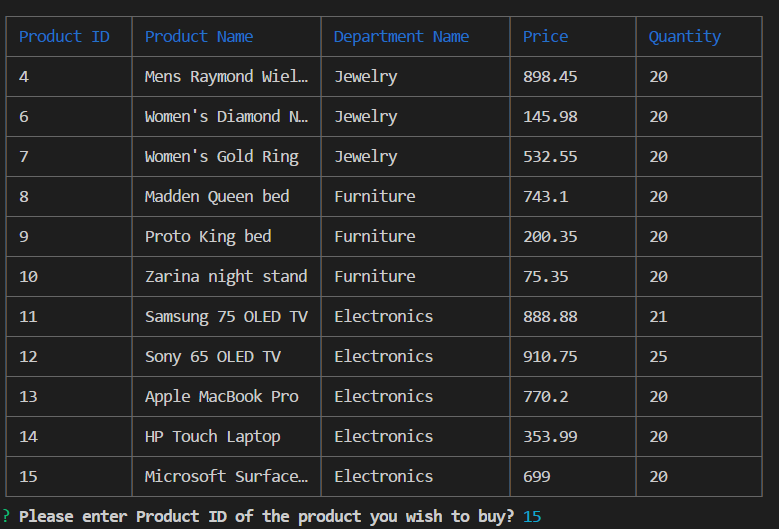 Product ID Product Name Department Name Price Quantity
4 Mens Raymond Wiel… Jewelry 898.45 20
6 Women's Diamond N… Jewelry 145.98 20
7 Women's Gold Ring Jewelry 532.55 20
8 Madden Queen bed Furniture 743.1 20
9 Proto King bed Furniture 200.35 20
10 Zarina night stand Furniture 75.35 20
11 Samsung 75 OLED TV Electronics 888.88 21
12 Sony 65 OLED TV Electronics 910.75 25
13 Apple MacBook Pro Electronics 770.2 20
14 HP Touch Laptop Electronics 353.99 20
15 Microsoft Surface… Electronics 699 20
? Please enter Product ID of the product you wish to buy? 15